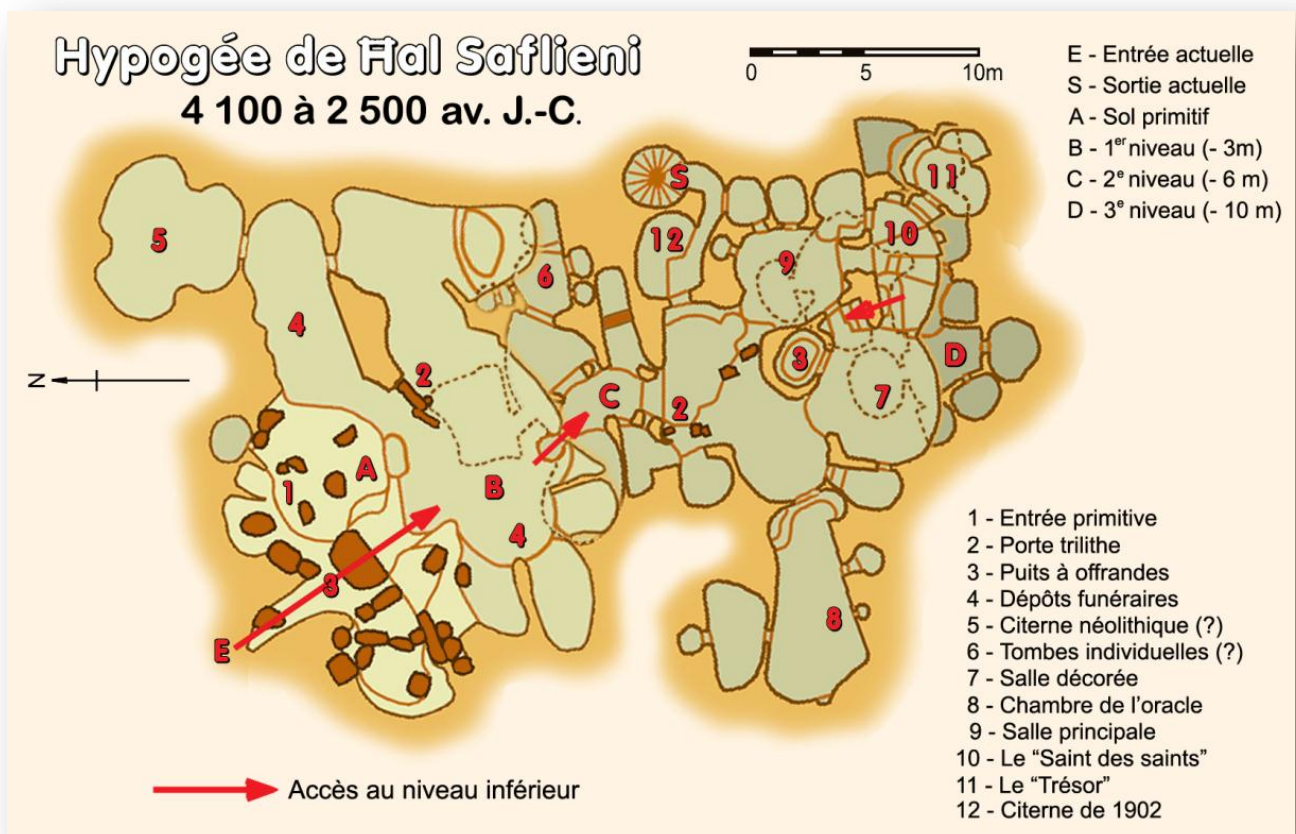 Hypogée de Ħal Saflieni
4 100 à 2 500 av. J.-C.
0 5 10m
E - Entrée actuelle
S - Sortie actuelle
A - Sol primitif
B - 1er niveau (- 3m)
C - 2e niveau (- 6 m)
D - 3e niveau (- 10 m)
S
11
5
12
10
6
9
4
N
3
D
2
C
7
2
A
1
B
4
3
8
E
1 - Entrée primitive
2 - Porte trilithe
3 - Puits à offrandes
4 - Dépôts funéraires
5 - Citerne néolithique (?)
6 - Tombes individuelles (?)
7 - Salle décorée
8 - Chambre de l'oracle
9 - Salle principale
10 - Le "Saint des saints"
11 - Le "Trésor"
12 - Citerne de 1902
Accès au niveau inférieur